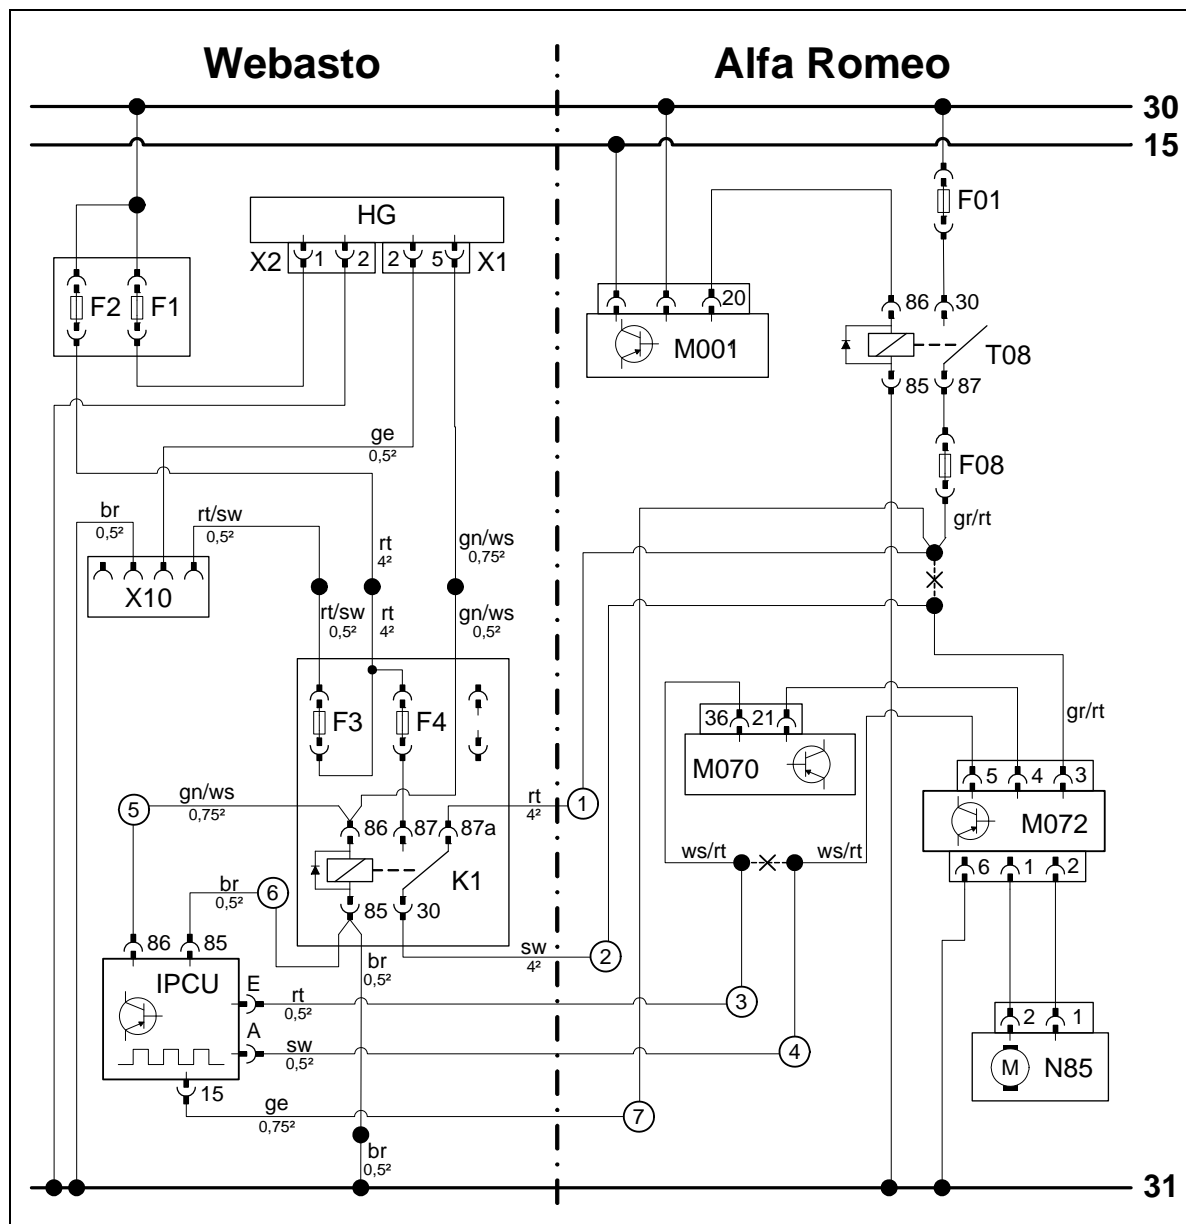 Webasto Alfa Romeo
30
15
HG
F01
X2 1 2 2 5 X1
F2 F1
20
86 30
M001
T08
85 87
ge
0,5²
F08
br
0,5²
rt/sw
0,5²
rt
4²
gn/ws
0,75²
gr/rt
X10
rt/sw
0,5²
rt
4²
gn/ws
0,5²
F3 F4
36 21
gr/rt
M070
5 4 3
gn/ws
0,75²
5
86 87 87a
rt
4²
1
M072
ws/rt ws/rt
6 1 2
K1
br
0,5²
6
85 30
86 85
br
0,5²
sw
4²
2
IPCU
E
rt
0,5²
3
A
sw
0,5²
4
2 1
M
N85
15
ge
0,75²
7
br
0,5²
31